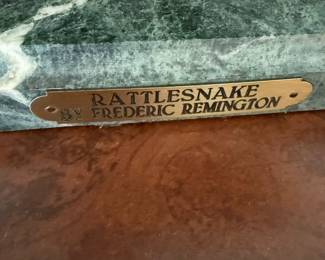 RATTLESNAKE
BY FREDERIC REMINGTON